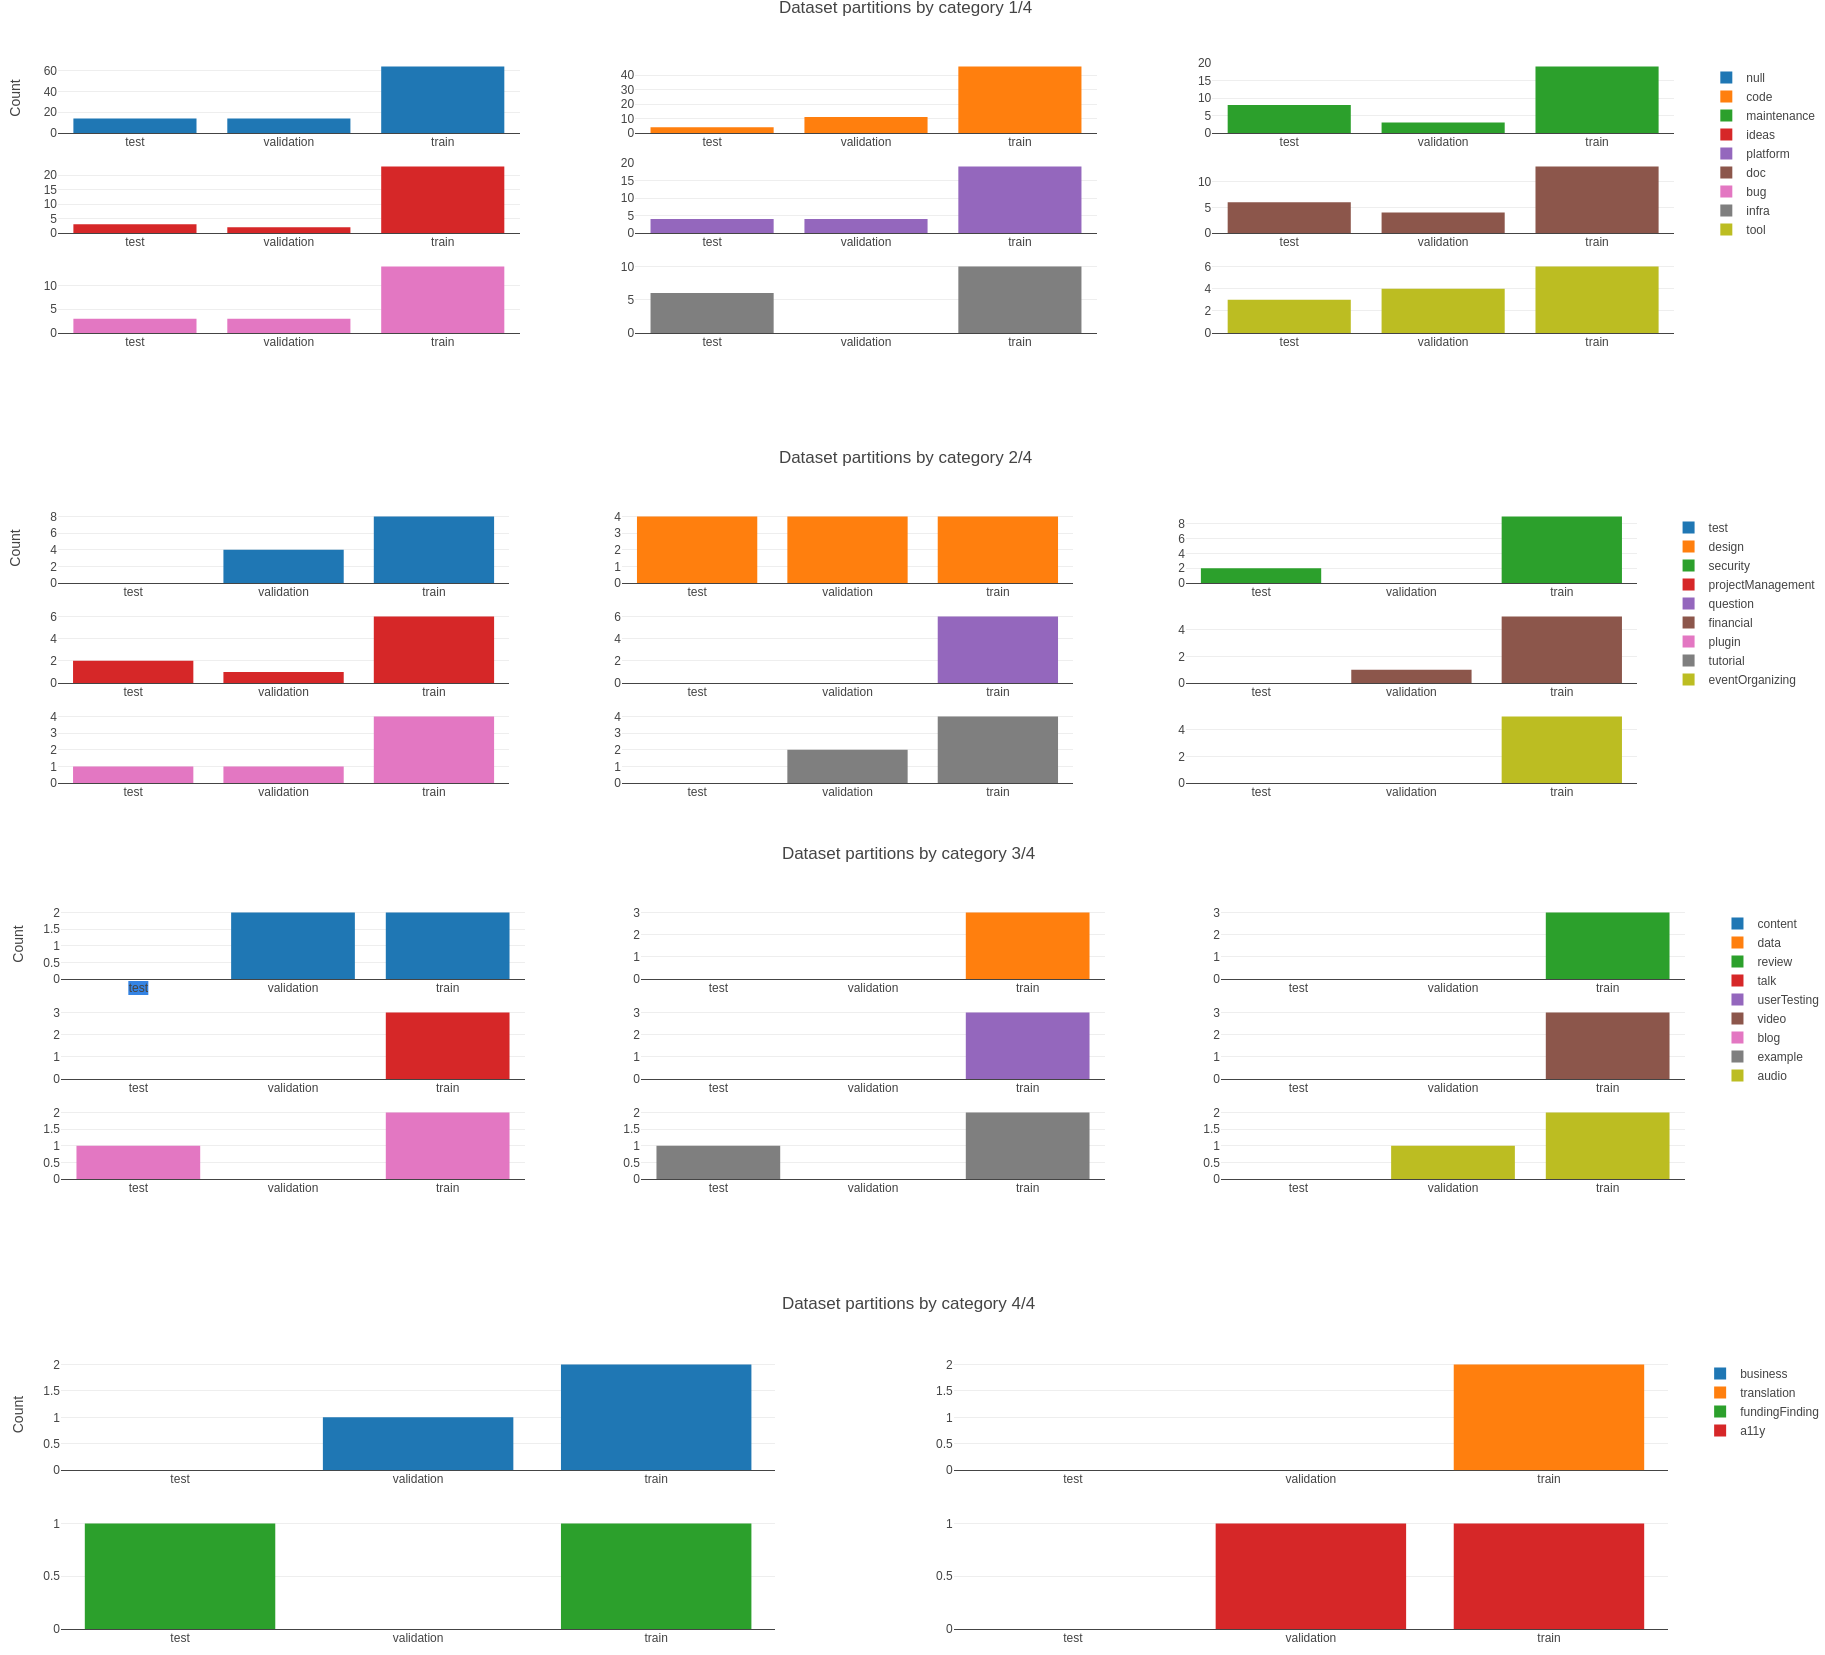 Dataset partitions by category 1/4
Count
60
40
20
0
test validation train
40
30
20
10
0
test validation train
20
15
10
5
0
test validation train
20
15
10
5
0
test validation train
20
15
10
5
0
test validation train
10
5
0
test validation train
10
5
0
test validation train
10
5
0
test validation train
6
4
2
0
test validation train
null
code
maintenance
ideas
platform
doc
bug
infra
tool
Dataset partitions by category 2/4
Count
8
6
4
2
0
test validation train
4
3
2
1
0
test validation train
8
6
4
2
0
test validation train
6
4
2
0
test validation train
6
4
2
0
test validation train
4
2
0
test validation train
4
3
2
1
0
test validation train
4
3
2
1
0
test validation train
4
2
0
test validation train
test
design
security
projectManagement
question
financial
plugin
tutorial
eventOrganizing
Dataset partitions by category 3/4
Count
2
1.5
1
0.5
0
test validation train
3
2
1
0
test validation train
3
2
1
0
test validation train
3
2
1
0
test validation train
3
2
1
0
test validation train
3
2
1
0
test validation train
2
1.5
1
0.5
0
test validation train
2
1.5
1
0.5
0
test validation train
2
1.5
1
0.5
0
test validation train
content
data
review
talk
userTesting
video
blog
example
audio
Dataset partitions by category 4/4
Count
2
1.5
1
0.5
0
test validation train
2
1.5
1
0.5
0
test validation train
1
0.5
0
test validation train
1
0.5
0
test validation train
business
translation
fundingFinding
a11y